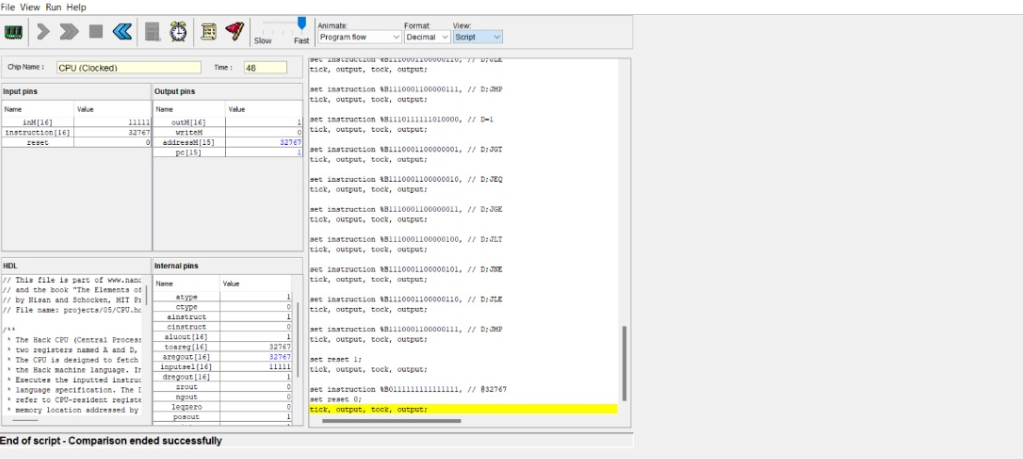 File View Run Help
Slow
Fast
Animate:
Program flow
Format:
Decimal
View:
Script
Chip Name :
CPU (Clocked)
Time :
48
Input pins
Name
Value
inM[16] 11111
instruction[16] 32767
reset 0
Output pins
Name
Value
outM[16] 1
writeM 0
addressM[15] 32767
pc[15] 1
HDL
// This file is part of www.nand
// and the book "The Elements of
// by Nisan and Schocken, MIT Pr
// File name: projects/05/CPU.hd
/**
* The Hack CPU (Central Process
* two registers named A and D,
* The CPU is designed to fetch
* the Hack machine language. In
* Executes the inputted instruc
* language specification. The D
* refer to CPU-resident registe
* memory location addressed by
Internal pins
Name
Value
atype 1
ctype 0
ainstruct 1
cinstruct 0
aluout[16] 1
toareg[16] 32767
aregout[16] 32767
inputsel[16] 11111
dregout[16] 1
zrout 0
ngout 0
leqzero 0
posout 1
set instruction %B1110001100000110, // D;JLE
tick, output, tock, output;
set instruction %B1110001100000111, // D;JMP
tick, output, tock, output;
set instruction %B1110111111010000, // D=1
tick, output, tock, output;
set instruction %B1110001100000001, // D;JGT
tick, output, tock, output;
set instruction %B1110001100000010, // D;JEQ
tick, output, tock, output;
set instruction %B1110001100000011, // D;JGE
tick, output, tock, output;
set instruction %B1110001100000100, // D;JLT
tick, output, tock, output;
set instruction %B1110001100000101, // D;JNE
tick, output, tock, output;
set instruction %B1110001100000110, // D;JLE
tick, output, tock, output;
set instruction %B1110001100000111, // D;JMP
tick, output, tock, output;
set reset 1;
tick, output, tock, output;
set instruction %B0111111111111111, // @32767
set reset 0;
tick, output, tock, output;
End of script - Comparison ended successfully